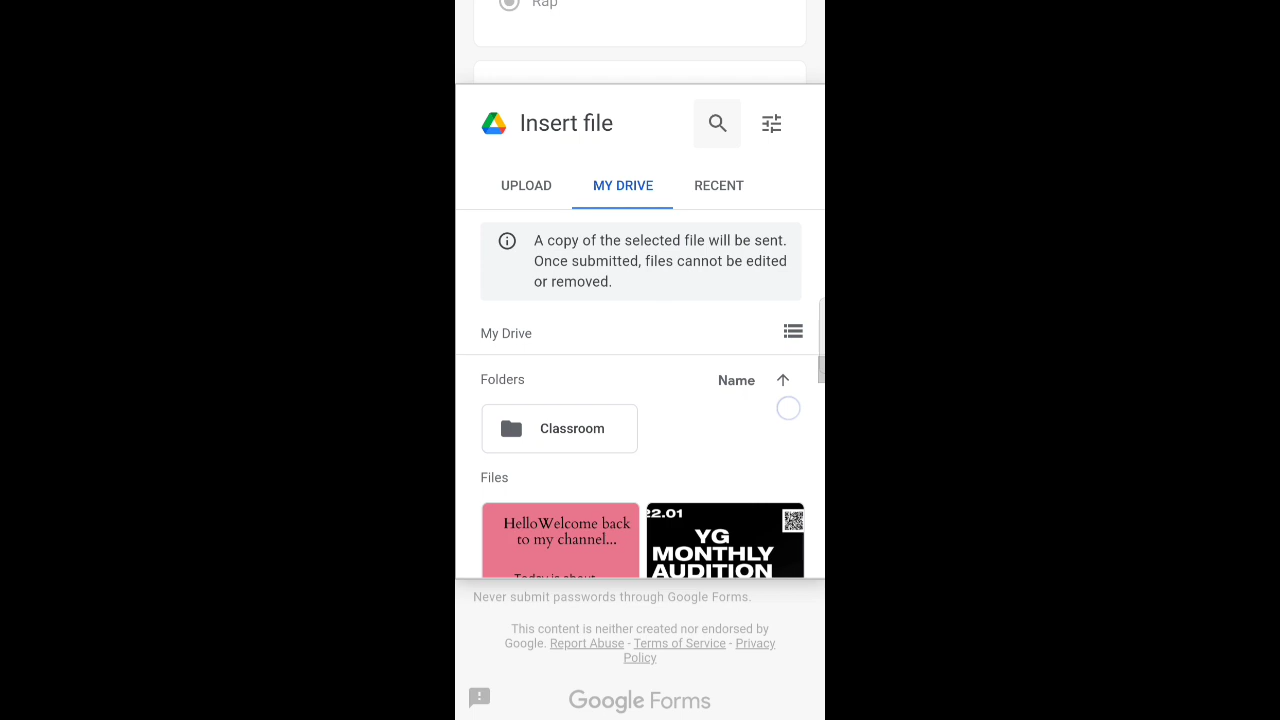 Rap
Insert file
UPLOAD MY DRIVE RECENT
A copy of the selected file will be sent.
Once submitted, files cannot be edited
or removed.
My Drive
Folders Name
Classroom
Files
HelloWelcome back
to my channel...
Today is about
22.01
YG
MONTHLY
AUDITION
Never submit passwords through Google Forms.
This content is neither created nor endorsed by
Google. Report Abuse - Terms of Service - Privacy
Policy
Google Forms